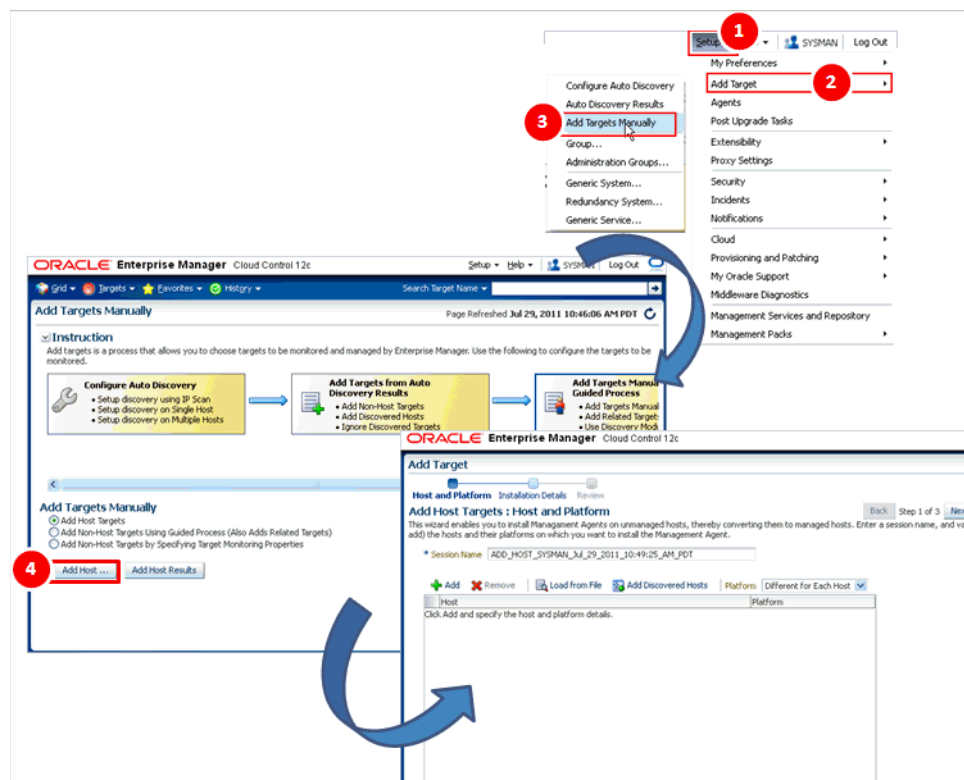 1
Setup
SYSMAN
Log Out
My Preferences
Add Target
2
Agents
Post Upgrade Tasks
Extensibility
Proxy Settings
Security
Incidents
Notifications
Cloud
Provisioning and Patching
My Oracle Support
Middleware Diagnostics
Management Services and Repository
Management Packs
Configure Auto Discovery
Auto Discovery Results
3
Add Targets Manually
Group...
Administration Groups...
Generic System...
Redundancy System...
Generic Service...
ORACLE Enterprise Manager Cloud Control 12c
Setup Help SYSMAN Log Out
Grid Targets Favorites History
Search Target Name
Add Targets Manually
Page Refreshed Jul 29, 2011 10:46:06 AM PDT
Instruction
Add targets is a process that allows you to choose targets to be monitored and managed by Enterprise Manager. Use the following to configure the targets to be
monitored.
Configure Auto Discovery
• Setup discovery using IP Scan
• Setup discovery on Single Host
• Setup discovery on Multiple Hosts
Add Targets from Auto
Discovery Results
• Add Non-Host Targets
• Add Discovered Hosts
• Ignore Discovered Targets
Add Targets Manua
Guided Process
• Add Targets Manual
• Add Related Target
• Use Discovery Modu
Add Targets Manually
Add Host Targets
Add Non-Host Targets Using Guided Process (Also Adds Related Targets)
Add Non-Host Targets by Specifying Target Monitoring Properties
4
Add Host ...
Add Host Results
ORACLE Enterprise Manager Cloud Control 12c
Add Target
Host and Platform Installation Details Review
Add Host Targets : Host and Platform
Back Step 1 of 3 Nex
This wizard enables you to install Management Agents on unmanaged hosts, thereby converting them to managed hosts. Enter a session name, and va
add) the hosts and their platforms on which you want to install the Management Agent.
* Session Name ADD_HOST_SYSMAN_Jul_29_2011_10:49:25_AM_PDT
Add Remove Load from File Add Discovered Hosts Platform Different for Each Host
Host Platform
Click Add and specify the host and platform details.